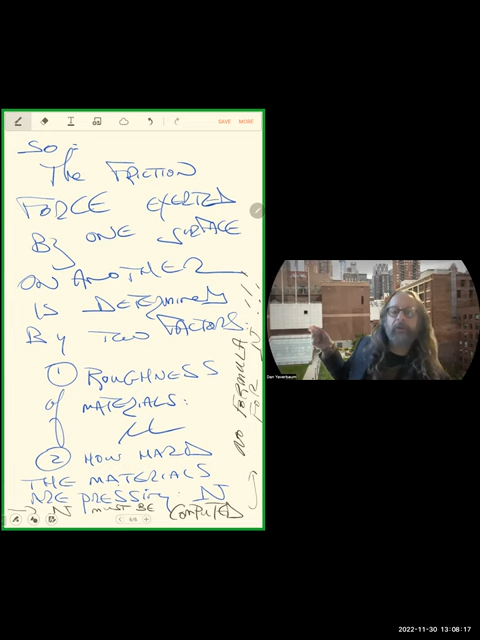 SAVE MORE
SO:
The FRICTION
FORCE EXERTED
By ONE SURFACE
ON ANOTHER
IS DETERMINED
By TWO FACTORS
① ROUGHNESS
of MATERIALS:
μ
② HOW HARD
THE MATERIALS
ARE PRESSING: N
→ N MUST BE COMPUTED
NO FORMULA
FOR N!!!!
6/6
Dan Yaverbaum
2022-11-30 13:08:17